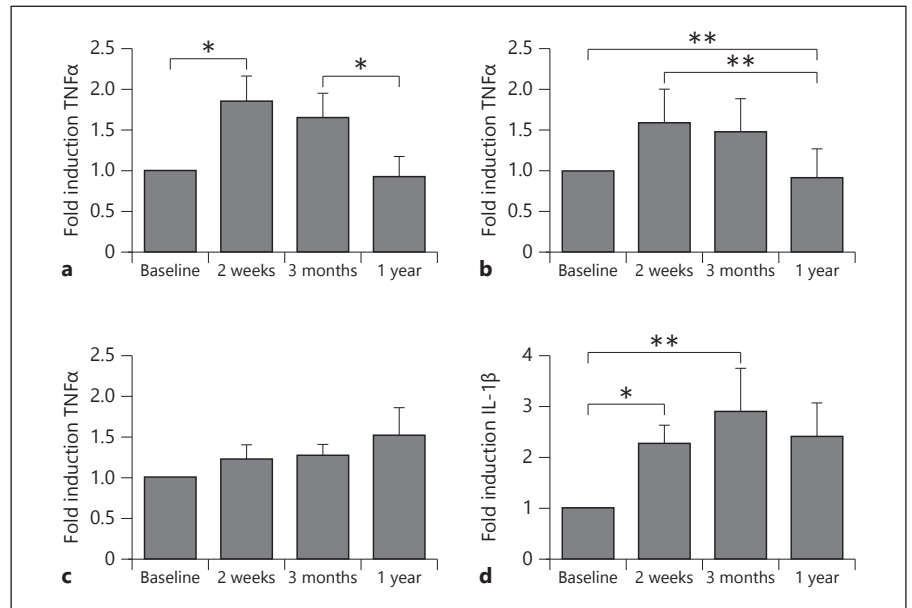 Fold induction TNFα
2.5
2.0
1.5
1.0
0.5
0
*
*
Baseline
2 weeks
3 months
1 year
a
Fold induction TNFα
2.5
2.0
1.5
1.0
0.5
0
**
**
Baseline
2 weeks
3 months
1 year
b
Fold induction TNFα
2.5
2.0
1.5
1.0
0.5
0
Baseline
2 weeks
3 months
1 year
c
Fold induction IL-1β
4
3
2
1
0
**
*
Baseline
2 weeks
3 months
1 year
d